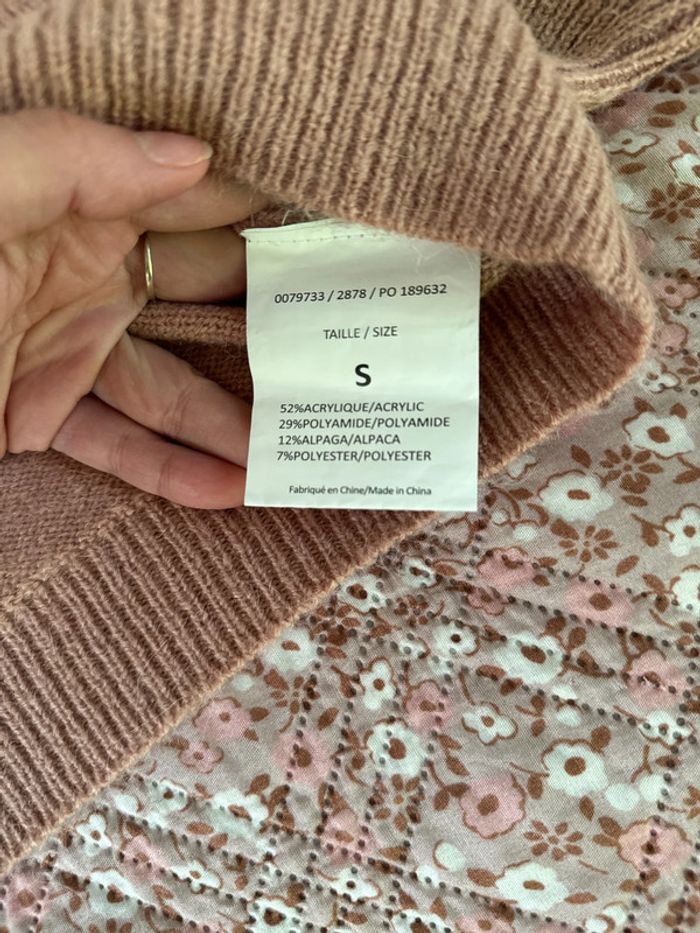 0079733 / 2878 / PO 189632
TAILLE / SIZE
S
52%ACRYLIQUE/ACRYLIC
29%POLYAMIDE/POLYAMIDE
12%ALPAGA/ALPACA
7%POLYESTER/POLYESTER
Fabriqué en Chine/Made in China